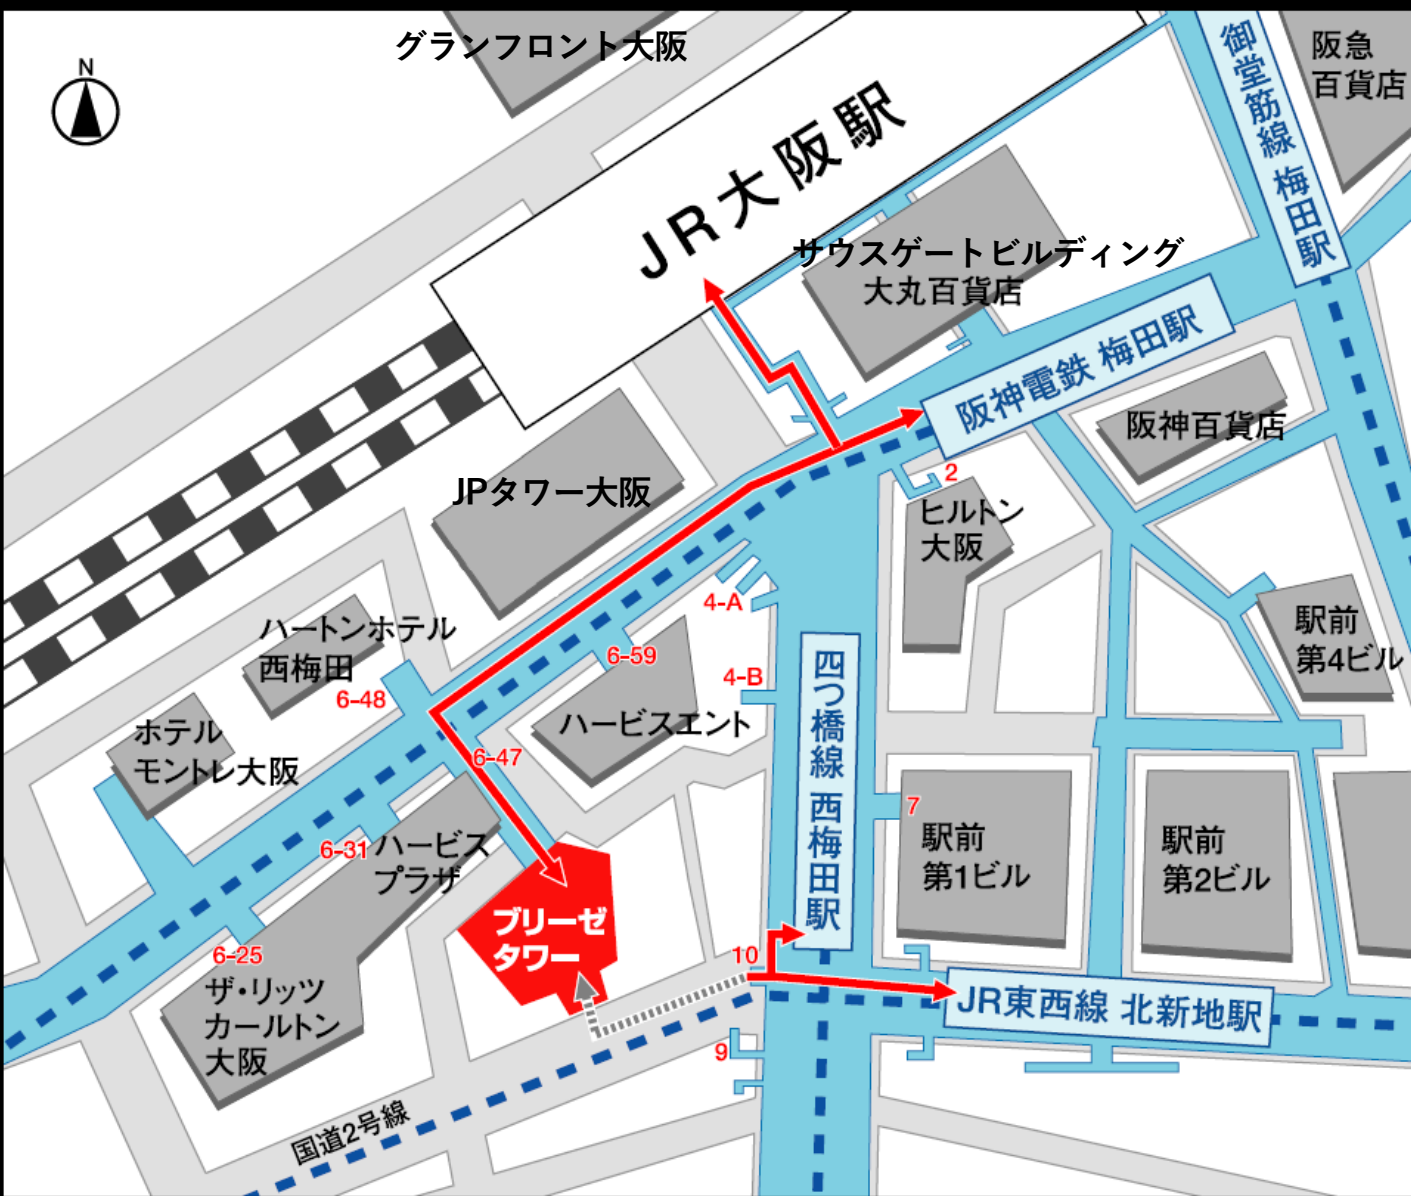 グランフロント大阪
N
JR大阪駅
御堂筋線 梅田駅
阪急
百貨店
サウスゲートビルディング
大丸百貨店
阪神電鉄 梅田駅
阪神百貨店
JPタワー大阪
2
ヒルトン
大阪
4-A
ハートンホテル
西梅田
6-59
6-48
4-B
駅前
第4ビル
ホテル
モントレ大阪
ハービスエント
四つ橋線 西梅田駅
6-47
7
6-31
ハービス
プラザ
駅前
第1ビル
駅前
第2ビル
ブリーゼ
タワー
6-25
10
ザ・リッツ
カールトン
大阪
JR東西線 北新地駅
9
国道2号線